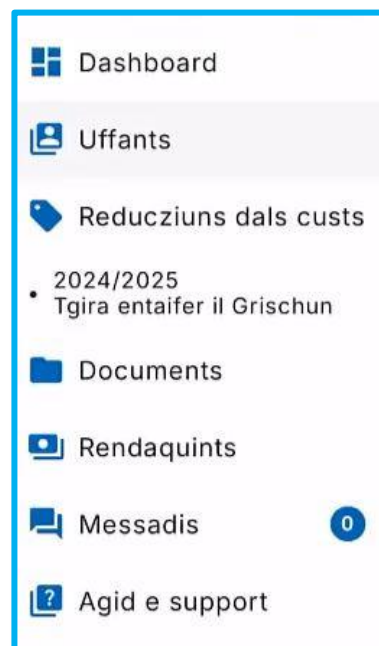 Dashboard
Uffants
Reducziuns dals custs
• 2024/2025
Tgira entaifer il Grischun
Documents
Rendaquints
Messadis 0
Agid e support